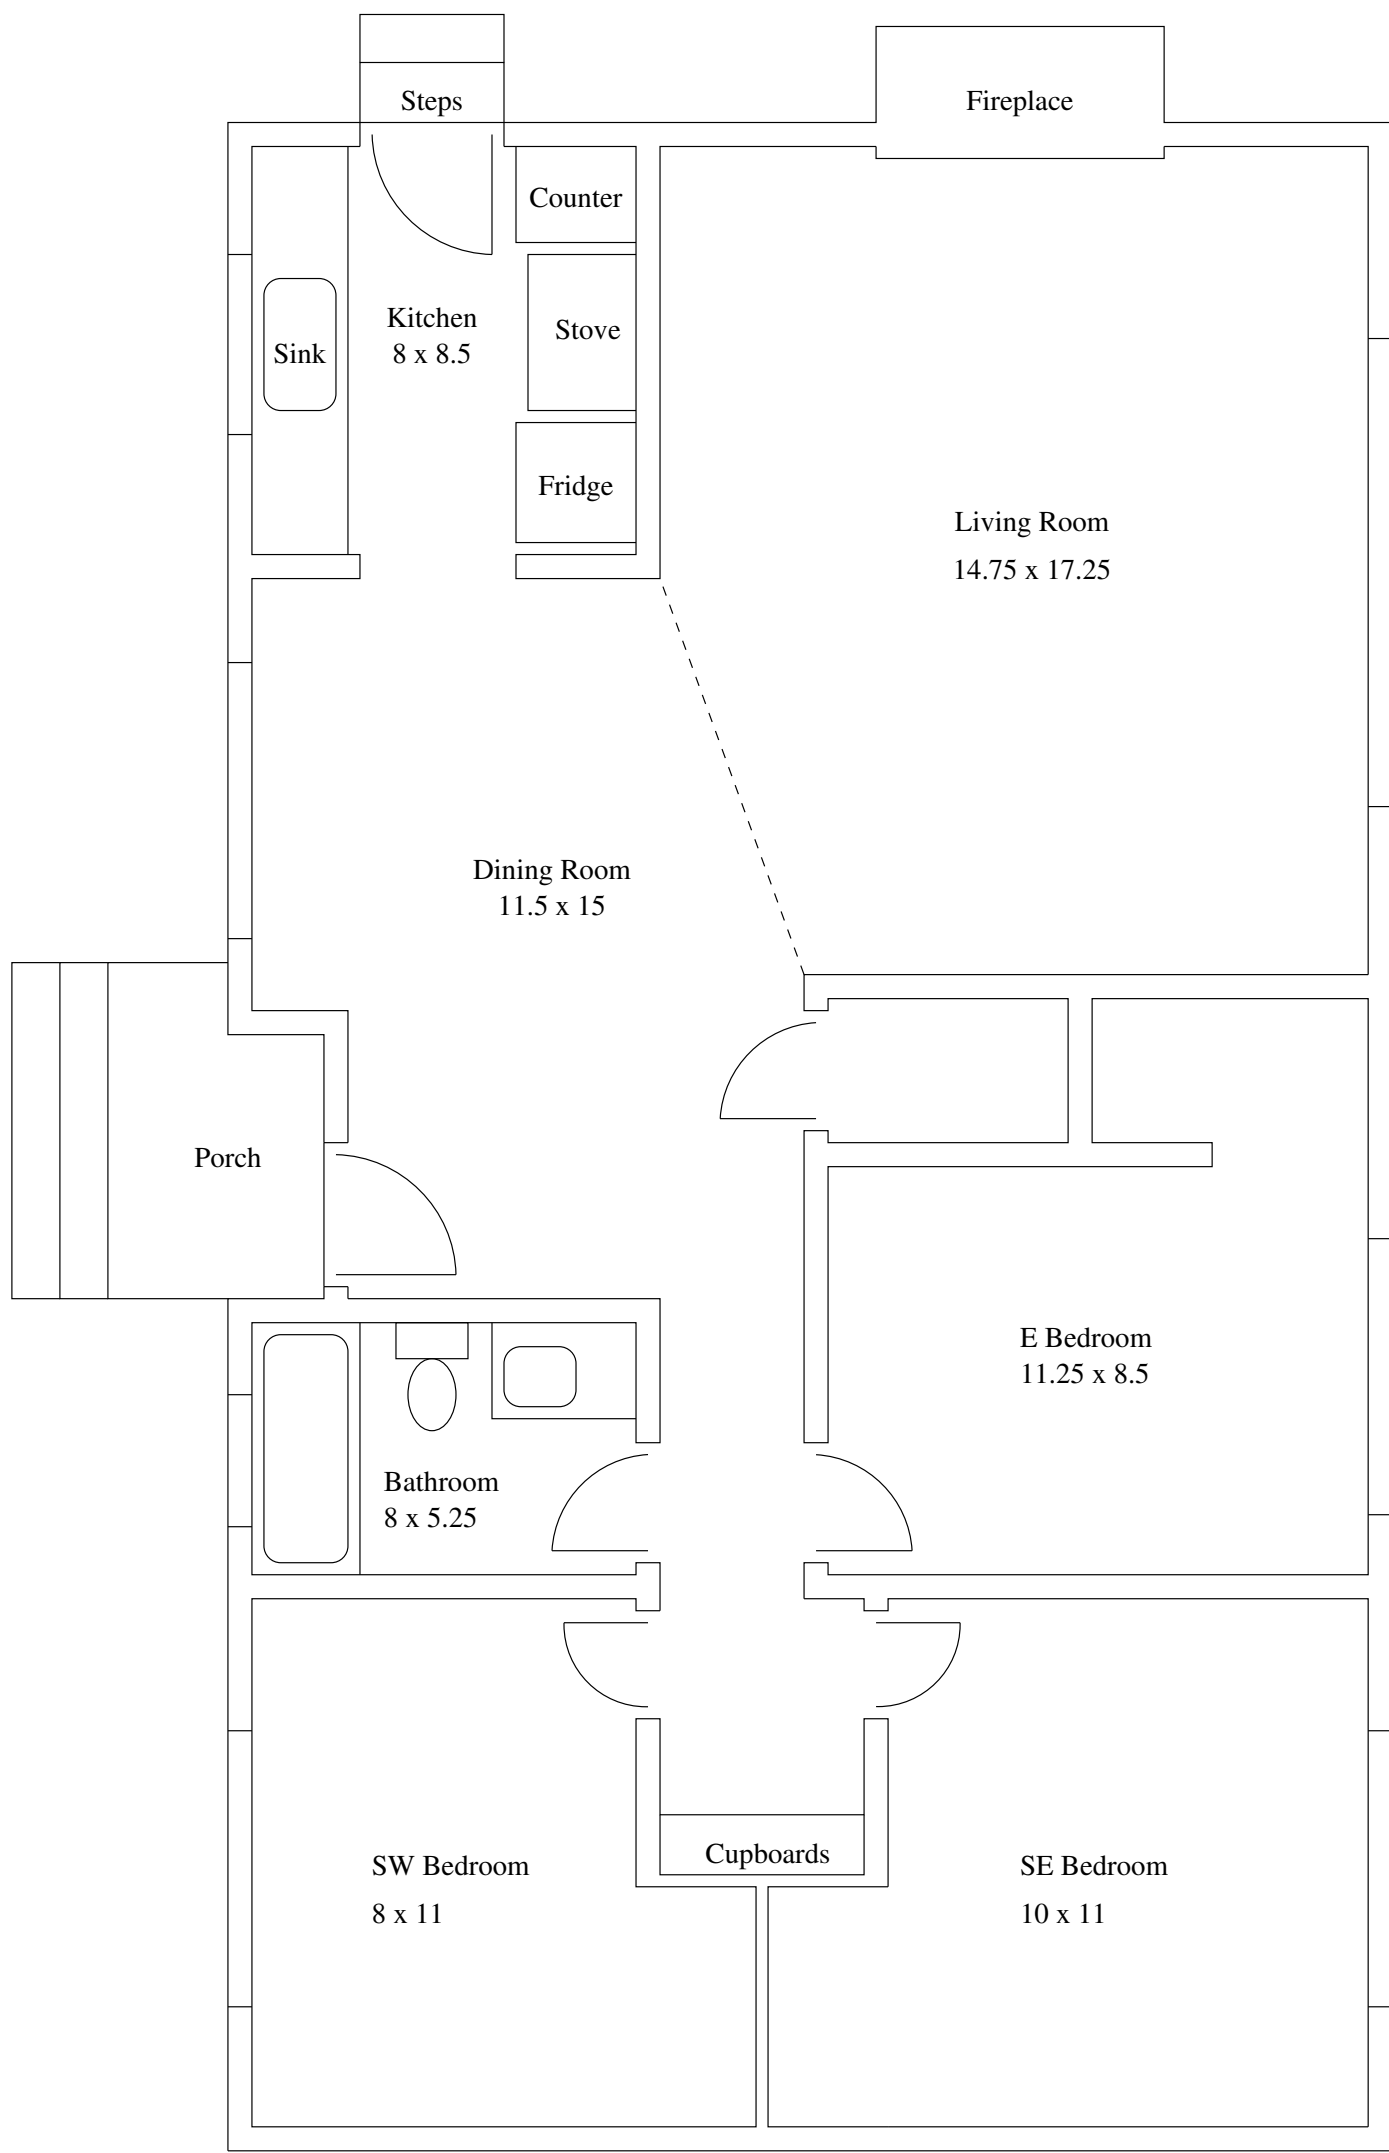 Steps
Fireplace
Counter
Kitchen
8 x 8.5
Stove
Sink
Fridge
Living Room
14.75 x 17.25
Dining Room
11.5 x 15
Porch
E Bedroom
11.25 x 8.5
Bathroom
8 x 5.25
Cupboards
SW Bedroom
8 x 11
SE Bedroom
10 x 11